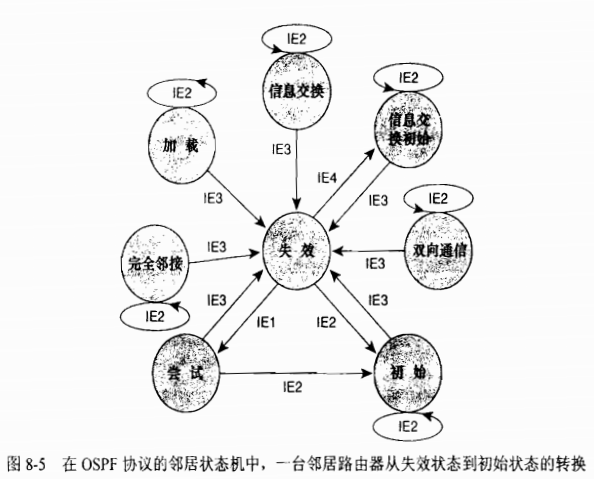 IE2
信息交换
IE2
信息交
换初始
IE2
加 载
IE3
IE4
IE3
IE3
IE2
双向通信
IE3
失 效
IE3
完全邻接
IE2
IE3
IE3
IE1
IE2
尝 试
IE2
初 始
IE2
图 8-5 在 OSPF 协议的邻居状态机中，一台邻居路由器从失效状态到初始状态的转换